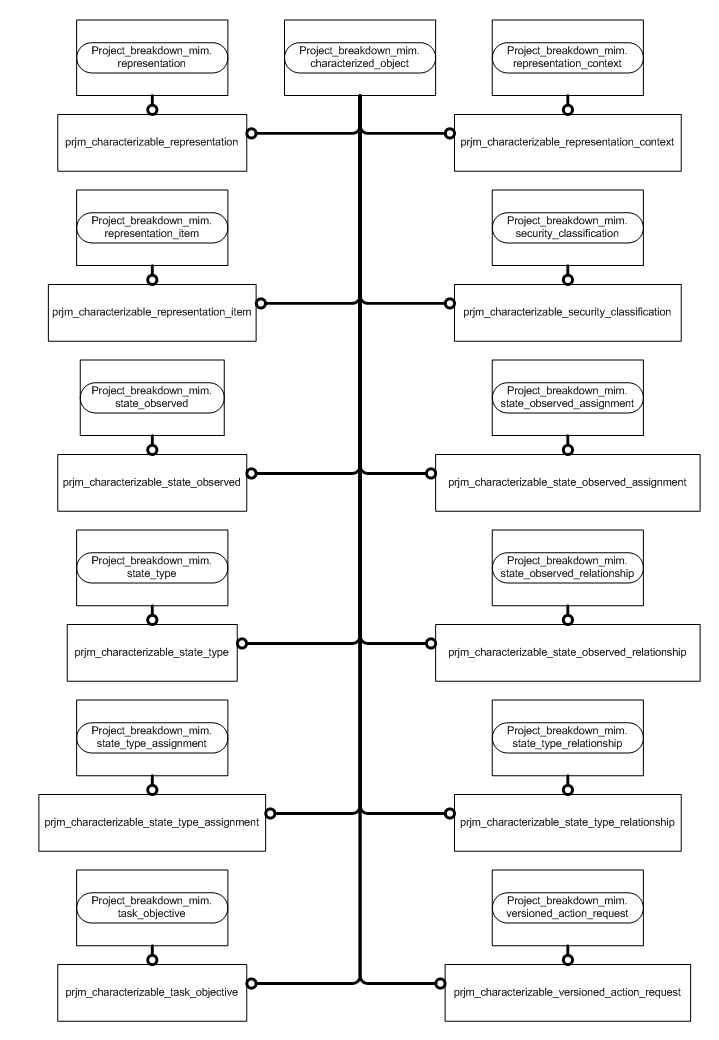 Project_breakdown_mim.
representation
Project_breakdown_mim.
characterized_object
Project_breakdown_mim.
representation_context
prjm_characterizable_representation
prjm_characterizable_representation_context
Project_breakdown_mim.
representation_item
Project_breakdown_mim.
security_classification
prjm_characterizable_representation_item
prjm_characterizable_security_classification
Project_breakdown_mim.
state_observed
Project_breakdown_mim.
state_observed_assignment
prjm_characterizable_state_observed
prjm_characterizable_state_observed_assignment
Project_breakdown_mim.
state_type
Project_breakdown_mim.
state_observed_relationship
prjm_characterizable_state_type
prjm_characterizable_state_observed_relationship
Project_breakdown_mim.
state_type_assignment
Project_breakdown_mim.
state_type_relationship
prjm_characterizable_state_type_assignment
prjm_characterizable_state_type_relationship
Project_breakdown_mim.
task_objective
Project_breakdown_mim.
versioned_action_request
prjm_characterizable_task_objective
prjm_characterizable_versioned_action_request